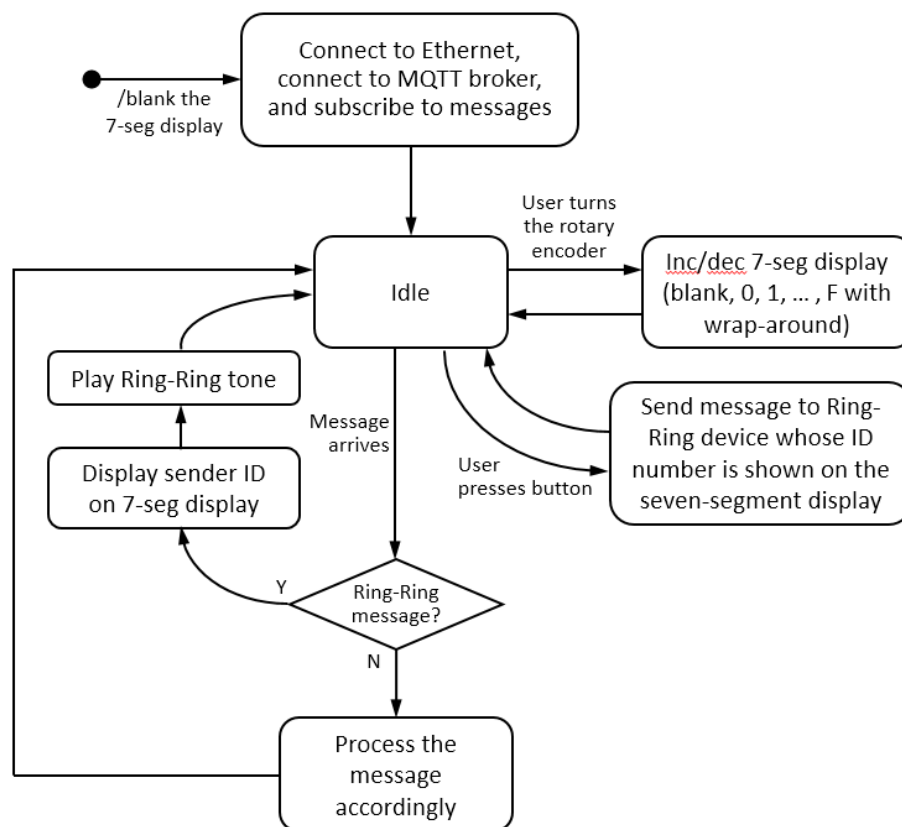 Connect to Ethernet,
connect to MQTT broker,
and subscribe to messages
/blank the
7-seg display
User turns
the rotary
encoder
Idle
Inc/dec 7-seg display
(blank, 0, 1, ... , F with
wrap-around)
Play Ring-Ring tone
Message
arrives
Send message to Ring-
Ring device whose ID
number is shown on the
seven-segment display
User
presses button
Display sender ID
on 7-seg display
Y
Ring-Ring
message?
N
Process the
message
accordingly